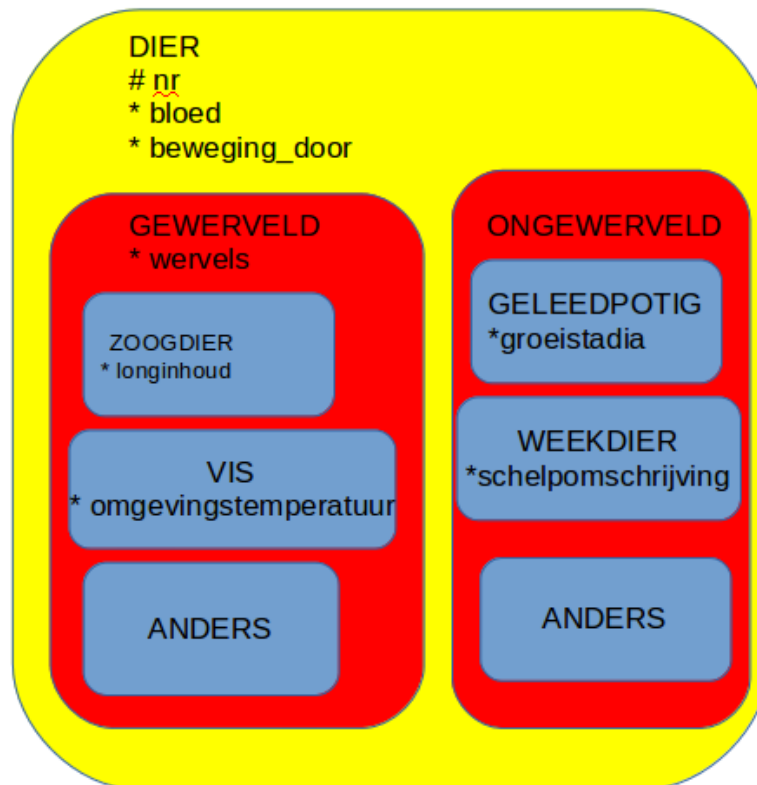 DIER
# nr
* bloed
* beweging_door
GEWERVELD
* wervels
ZOOGDIER
* longinhoud
VIS
* omgevingstemperatuur
ANDERS
ONGEWERVELD
GELEEDPOTIG
*groeistadia
WEEKDIER
*schelpomschrijving
ANDERS